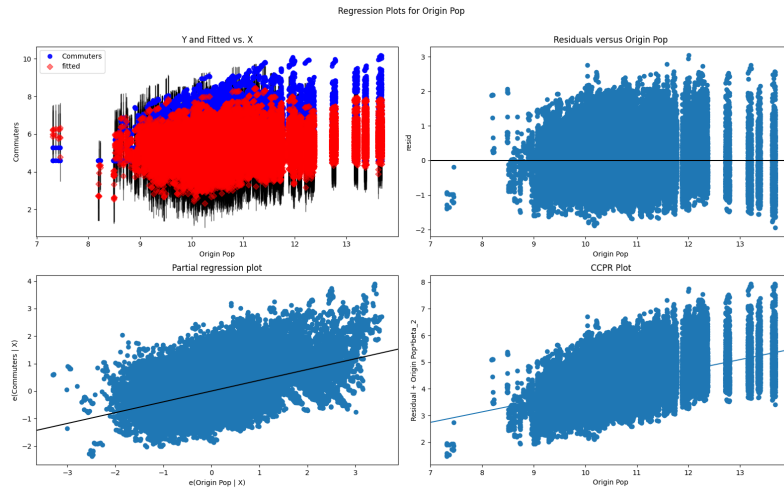 Regression Plots for Origin Pop
Y and Fitted vs. X
Commuters
fitted
10
8
6
4
2
Commuters
7 8 9 10 11 12 13
Origin Pop
Residuals versus Origin Pop
3
2
1
0
−1
−2
resid
7 8 9 10 11 12 13
Origin Pop
Partial regression plot
4
3
2
1
0
−1
−2
e(Commuters | X)
−3 −2 −1 0 1 2 3
e(Origin Pop | X)
CCPR Plot
8
7
6
5
4
3
2
Residual + Origin Pop*beta_2
7 8 9 10 11 12 13
Origin Pop